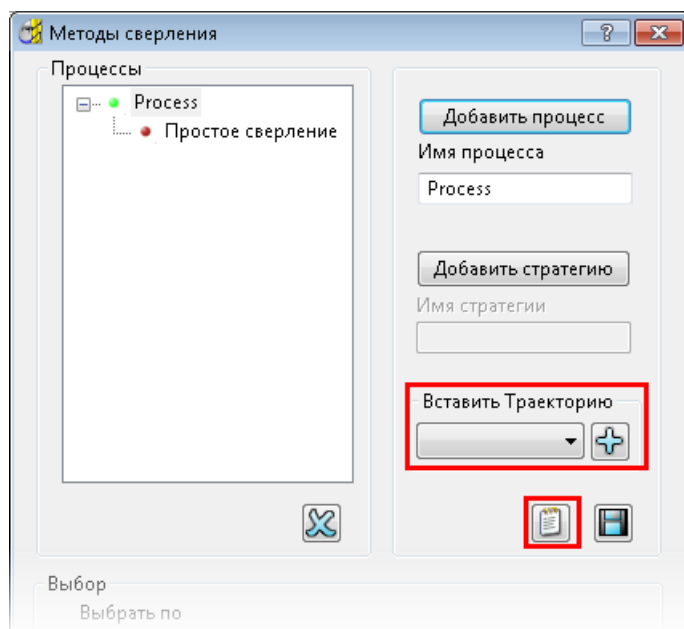 Методы сверления
Процессы
Process
Простое сверление
Добавить процесс
Имя процесса
Process
Добавить стратегию
Имя стратегии
Вставить Траекторию
Выбор
Выбрать по